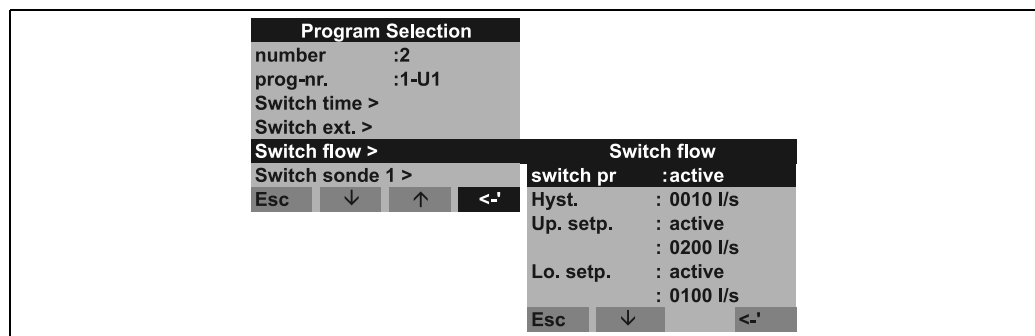 Program Selection
number :2
prog-nr. :1-U1
Switch time >
Switch ext. >
Switch flow >
Switch sonde 1 >
Esc ↓ ↑ <-'
Switch flow
switch pr :active
Hyst. : 0010 l/s
Up. setp. : active
: 0200 l/s
Lo. setp. : active
: 0100 l/s
Esc ↓ <-'